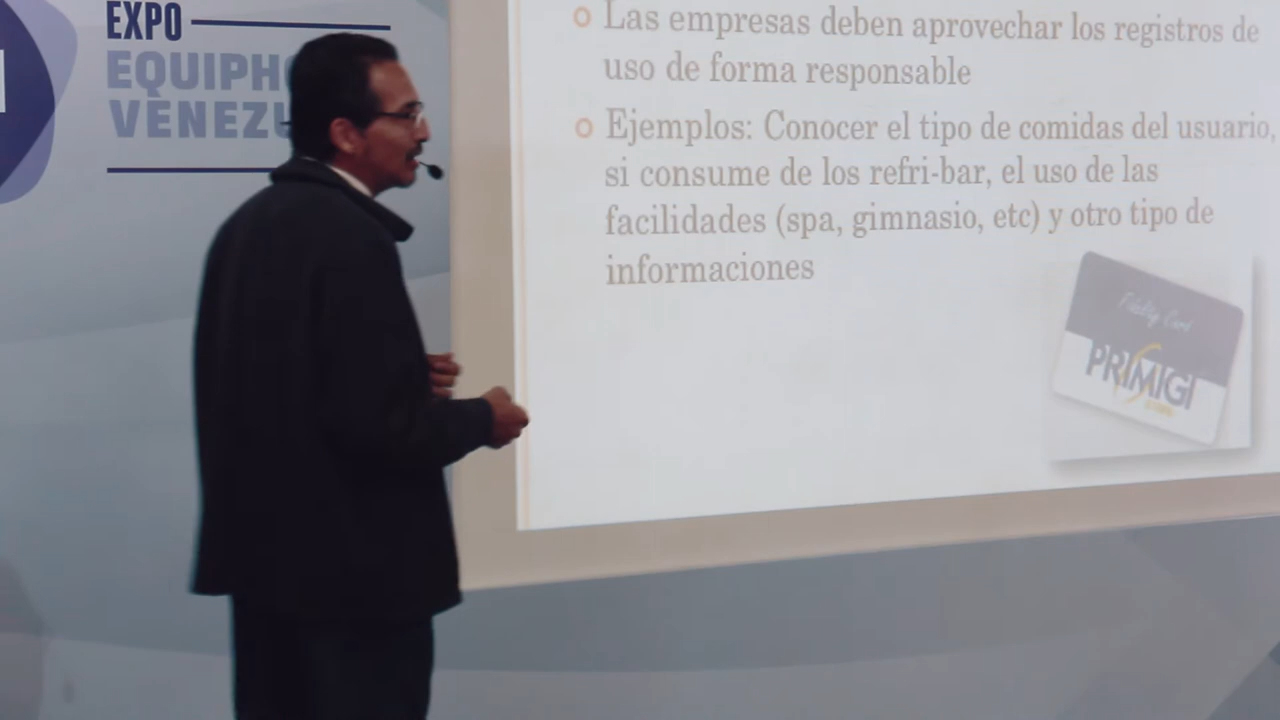 EXPO
EQUIPH
VENEZ
Las empresas deben aprovechar los registros de
uso de forma responsable
Ejemplos: Conocer el tipo de comidas del usuario,
si consume de los refri-bar, el uso de las
facilidades (spa, gimnasio, etc) y otro tipo de
informaciones
Fidelity Card
PRIMIGI